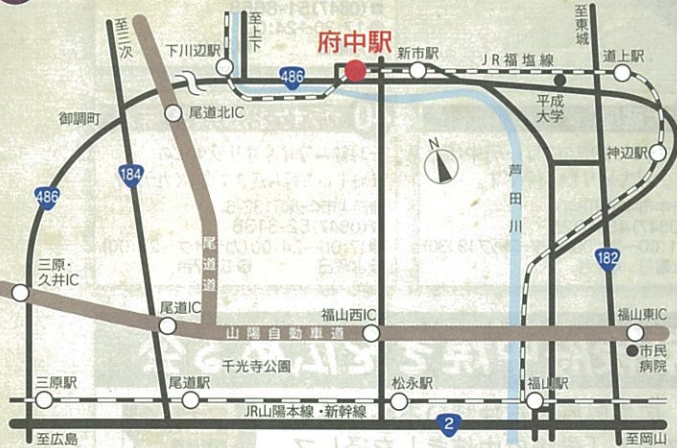 至三次
至上下
至東城
下川辺駅
府中駅
新市駅
JR福塩線
道上駅
486
尾道北IC
平成
大学
御調町
神辺駅
184
芦田川
486
尾道道
182
三原・
久井IC
尾道IC
福山西IC
福山東IC
山陽自動車道
市民
病院
千光寺公園
三原駅
尾道駅
松永駅
福山駅
JR山陽本線・新幹線
2
至広島
至岡山
N